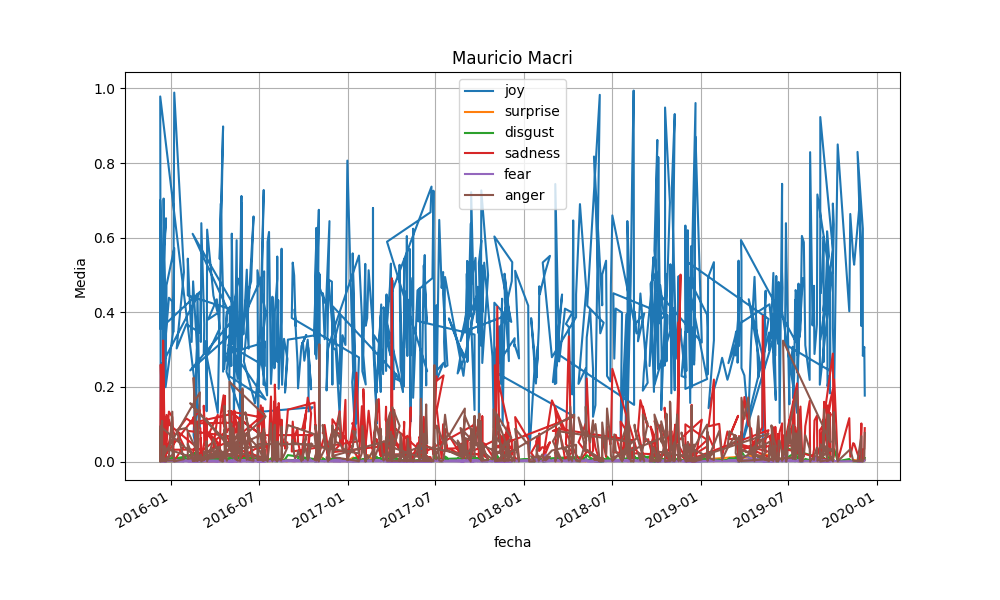 Mauricio Macri
1.0
0.8
0.6
0.4
0.2
0.0
Media
joy
surprise
disgust
sadness
fear
anger
2016-01
2016-07
2017-01
2017-07
2018-01
2018-07
2019-01
2019-07
2020-01
fecha